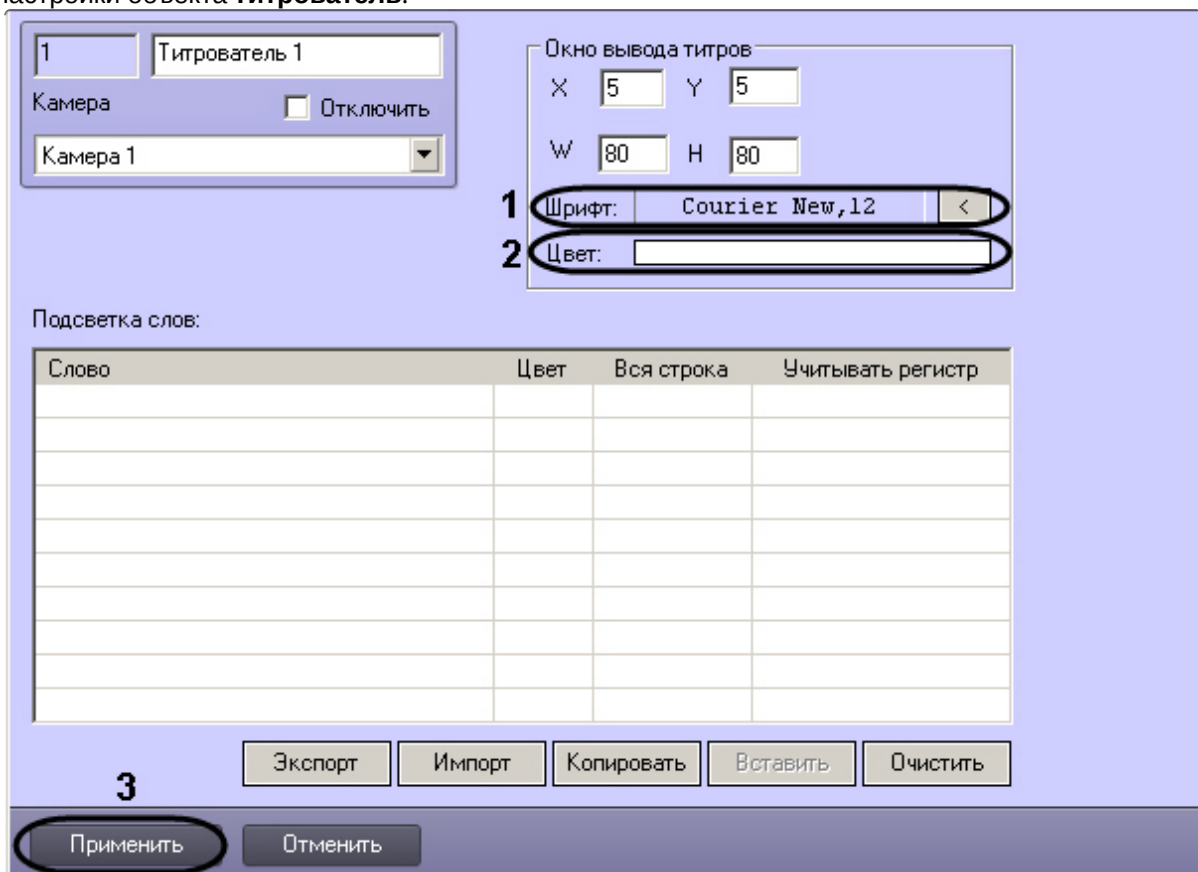 настройки объекта Титрователь.
1 Титрователь 1
Камера Отключить
Камера 1
Окно вывода титров
X 5 Y 5
W 80 H 80
1 Шрифт: Courier New,12 <
2 Цвет:
Подсветка слов:
Слово Цвет Вся строка Учитывать регистр
Экспорт Импорт Копировать Вставить Очистить
3
Применить Отменить